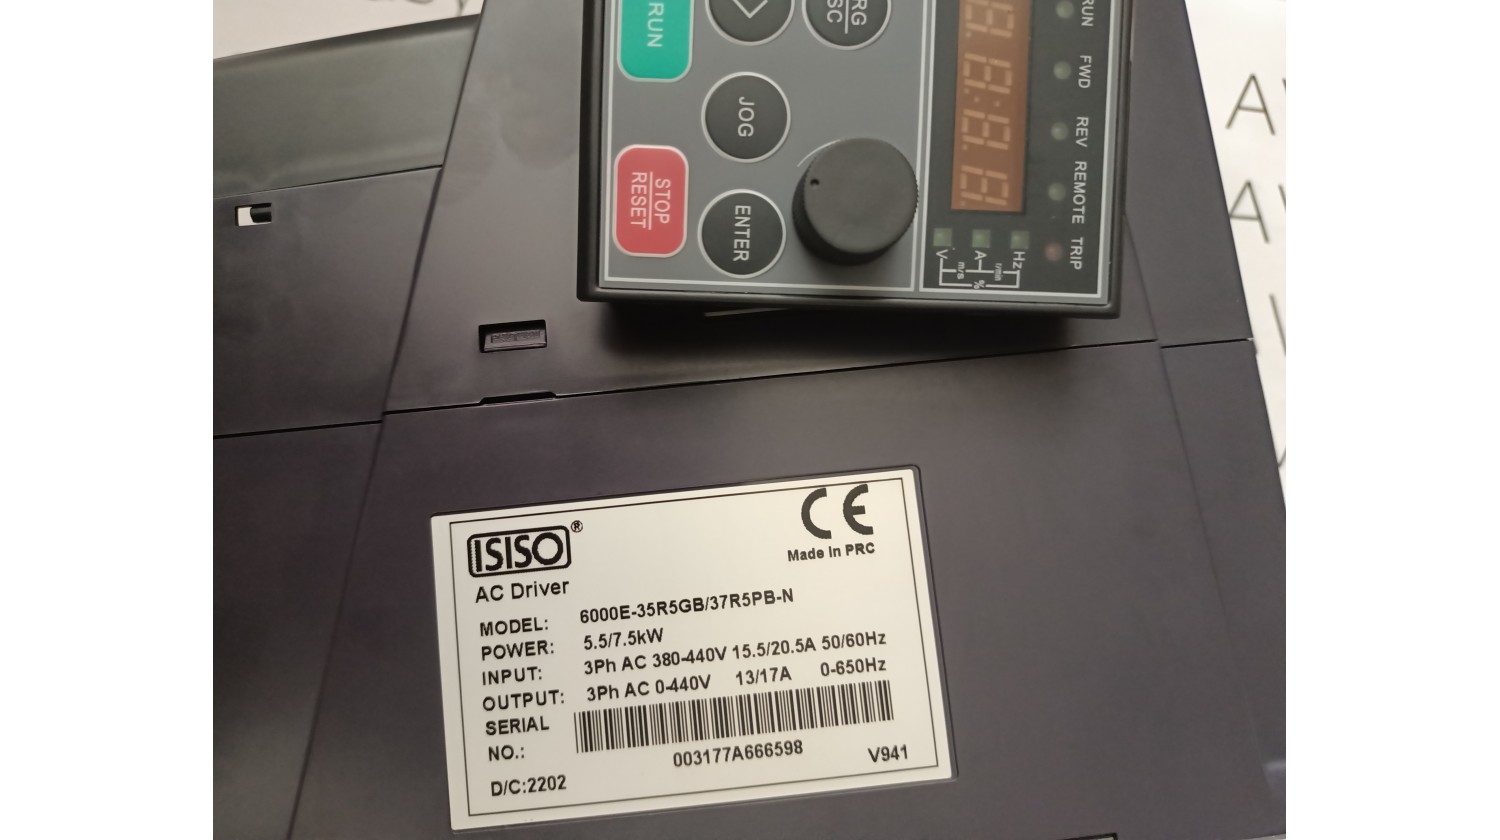 RUN
JOG
STOP
RESET
ENTER
RUN
FWD
REV
REMOTE
TRIP
Hz
A
V
r/min
m/s
%
ISISO®
CE
AC Driver
Made In PRC
MODEL: 6000E-35R5GB/37R5PB-N
POWER: 5.5/7.5kW
INPUT: 3Ph AC 380-440V 15.5/20.5A 50/60Hz
OUTPUT: 3Ph AC 0-440V 13/17A 0-650Hz
SERIAL
NO.:
003177A666598
D/C:2202
V941